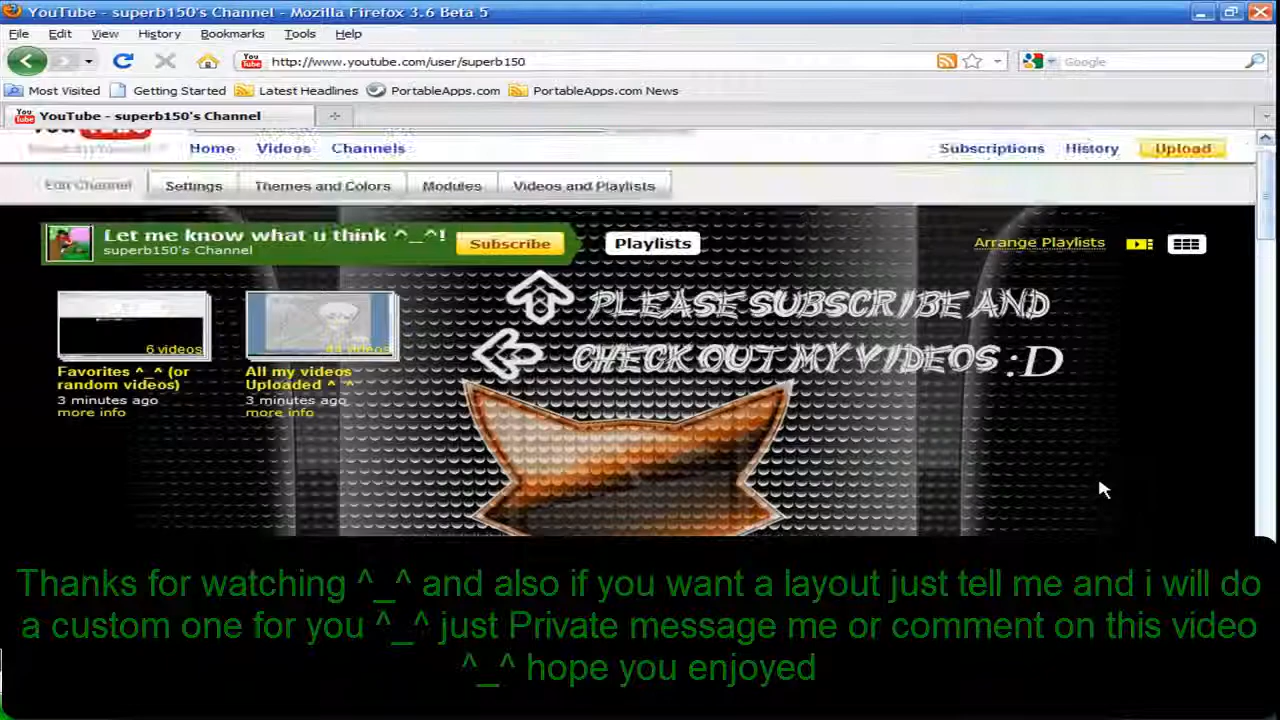 YouTube - superb150's Channel - Mozilla Firefox 3.6 Beta 5
File Edit View History Bookmarks Tools Help
You Tube http://www.youtube.com/user/superb150 Google
Most Visited Getting Started Latest Headlines PortableApps.com PortableApps.com News
You Tube YouTube - superb150's Channel
Home Videos Channels Subscriptions History Upload
Edit Channel Settings Themes and Colors Modules Videos and Playlists
Let me know what u think ^_^!
superb150's Channel
Subscribe Playlists Arrange Playlists
PLEASE SUBSCRIBE AND
CHECK OUT MY VIDEOS :D
6 videos
videos
Favorites ^_^ (or
random videos)
3 minutes ago
more info
All my videos
Uploaded ^_^
3 minutes ago
more info
Thanks for watching ^_^ and also if you want a layout just tell me and i will do
a custom one for you ^_^ just Private message me or comment on this video
^_^ hope you enjoyed